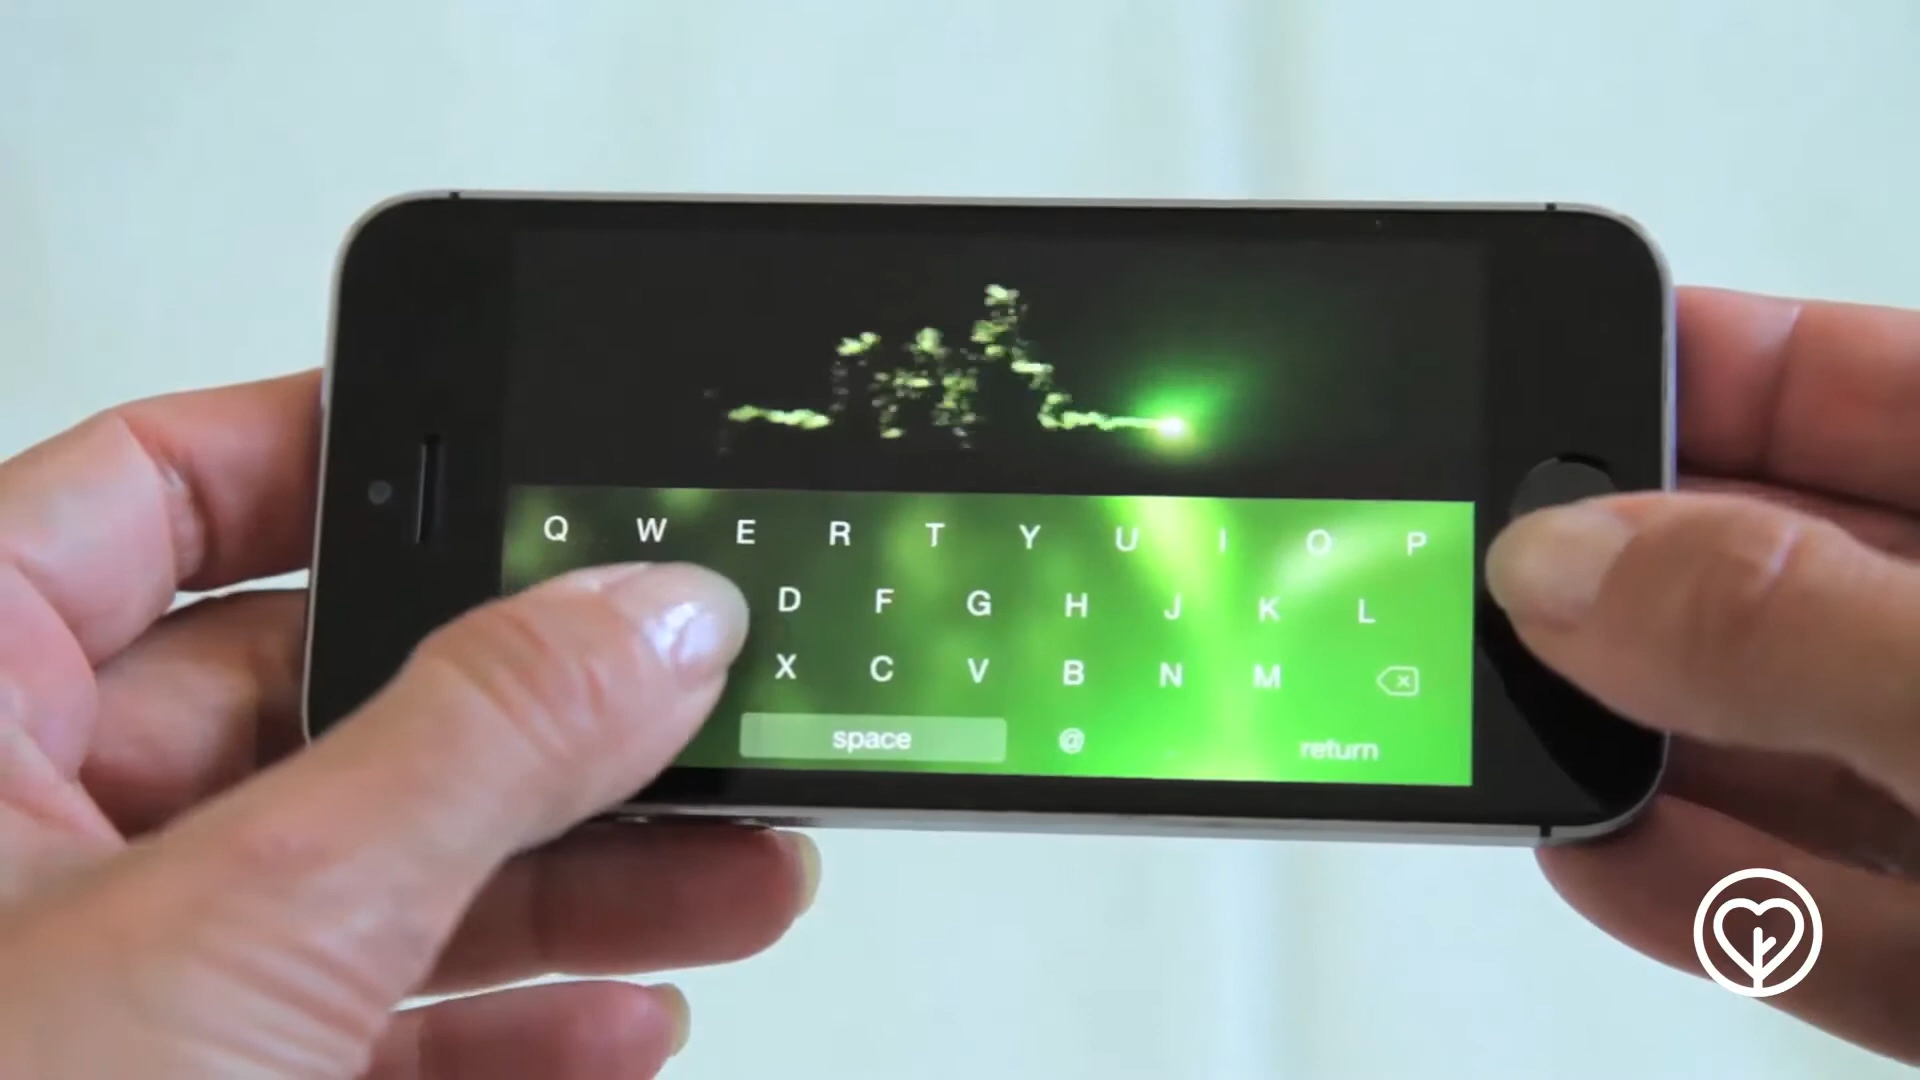 Q W E R T Y U I O P
D F G H J K L
X C V B N M
space @ . return